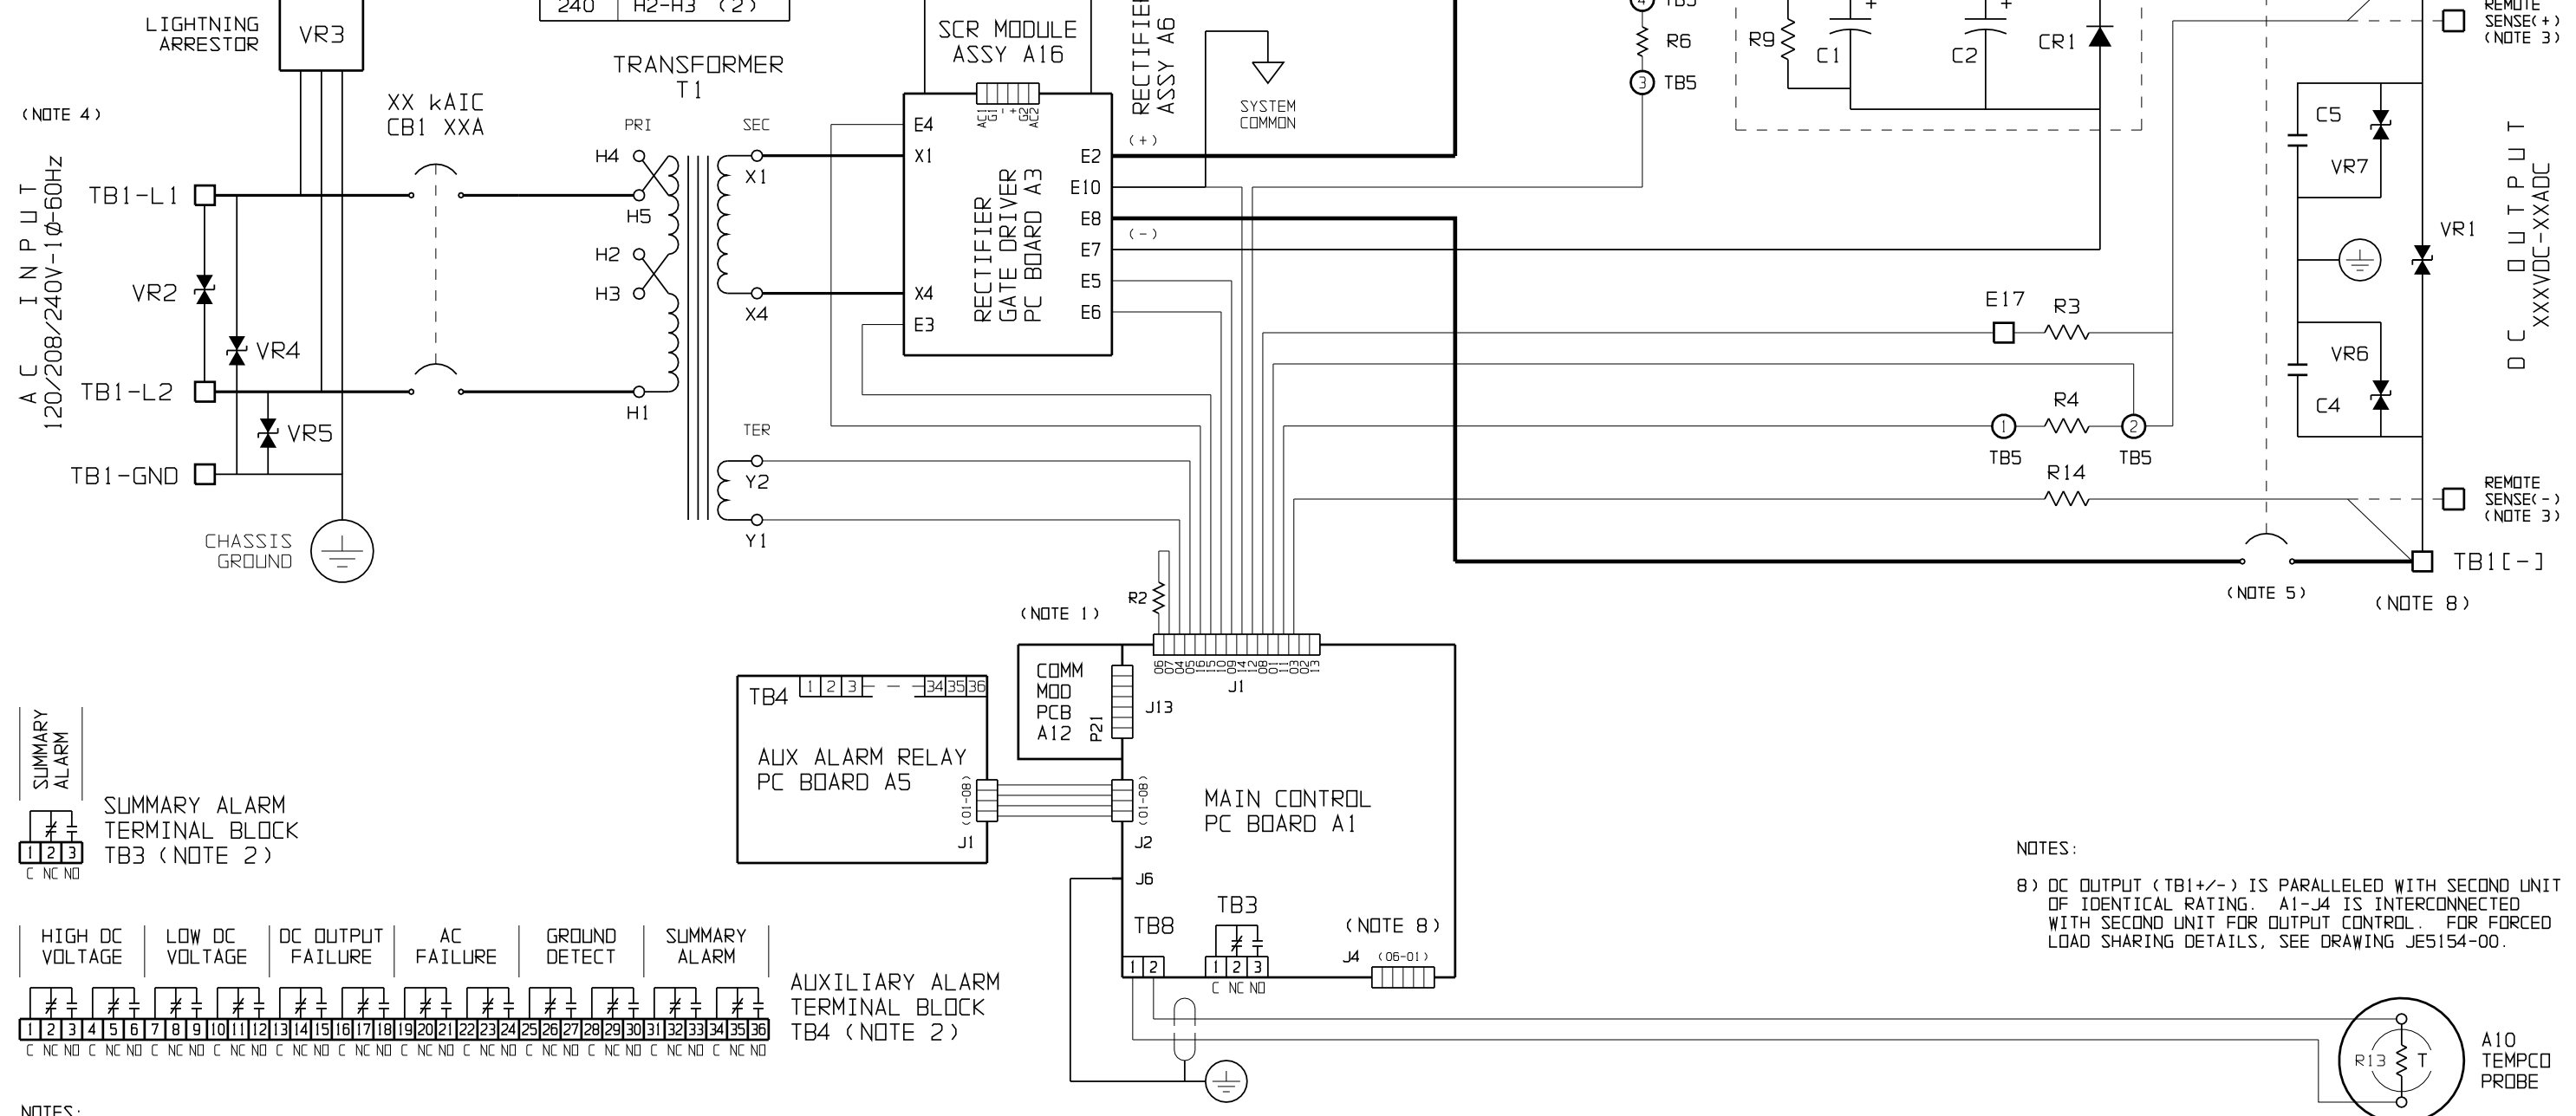 LIGHTNING
ARRESTOR
VR3
240 H2-H3 (2)
(NOTE 4)
XX kAIC
CB1 XXA
TRANSFORMER
T1
PRI
SEC
H4
H5
H2
H3
H1
X1
X4
TER
Y2
Y1
AC INPUT
120/208/240V-1Ø-60Hz
TB1-L1
VR2
VR4
TB1-L2
VR5
TB1-GND
CHASSIS
GROUND
SCR MODULE
ASSY A16
AC1
G1
-
+
G2
AC2
RECTIFIER
ASSY A6
E4
X1
X4
E3
RECTIFIER
GATE DRIVER
PC BOARD A3
E2
E10
E8
E7
E5
E6
(+)
(-)
SYSTEM
COMMON
4 TB5
R6
3 TB5
R9
+
C1
+
C2
CR1
REMOTE
SENSE(+)
(NOTE 3)
C5
VR7
VR1
VR6
C4
DC OUTPUT
XXXVDC-XXADC
E17
R3
R4
1
TB5
2
TB5
R14
REMOTE
SENSE(-)
(NOTE 3)
TB1[-]
(NOTE 5)
(NOTE 8)
R2
(NOTE 1)
06
07
04
05
16
15
10
09
14
12
08
01
11
03
02
13
J1
COMM
MOD
PCB
A12
P21
J13
TB4
1 2 3 34 35 36
AUX ALARM RELAY
PC BOARD A5
(01-08)
J1
(01-08)
J2
MAIN CONTROL
PC BOARD A1
J6
TB8
1 2
TB3
1 2 3
C NC NO
(NOTE 8)
J4 (06-01)
SUMMARY
ALARM
SUMMARY ALARM
TERMINAL BLOCK
TB3 (NOTE 2)
1 2 3
C NC NO
HIGH DC
VOLTAGE
LOW DC
VOLTAGE
DC OUTPUT
FAILURE
AC
FAILURE
GROUND
DETECT
SUMMARY
ALARM
1 2 3 4 5 6 7 8 9 10 11 12 13 14 15 16 17 18 19 20 21 22 23 24 25 26 27 28 29 30 31 32 33 34 35 36
C NC NO C NC NO C NC NO C NC NO C NC NO C NC NO C NC NO C NC NO C NC NO C NC NO C NC NO C NC NO
AUXILIARY ALARM
TERMINAL BLOCK
TB4 (NOTE 2)
NOTES:
8) DC OUTPUT (TB1+/-) IS PARALLELED WITH SECOND UNIT
OF IDENTICAL RATING. A1-J4 IS INTERCONNECTED
WITH SECOND UNIT FOR OUTPUT CONTROL. FOR FORCED
LOAD SHARING DETAILS, SEE DRAWING JE5154-00.
R13
T
A10
TEMPCO
PROBE
NOTES: